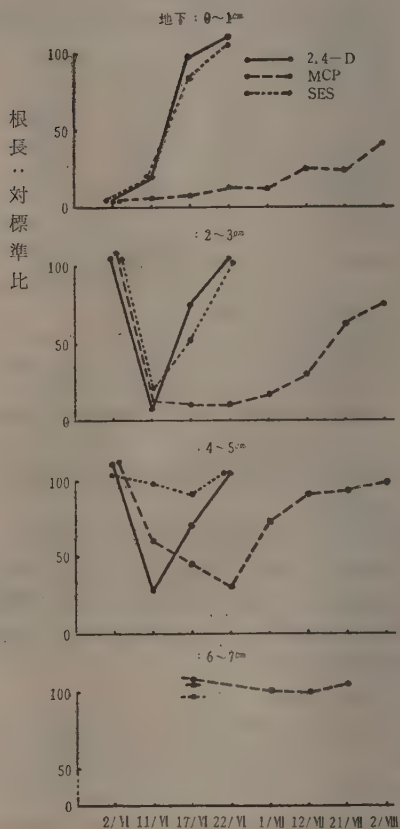 地下:0~1cm
100
50
0
2,4-D
MCP
SES
根長:対標準比
:2~3cm
100
50
0
:4~5cm
100
50
0
:6~7cm
100
50
0
2/VI 11/VI 17/VI 22/VI 1/VII 12/VII 21/VII 2/VIII